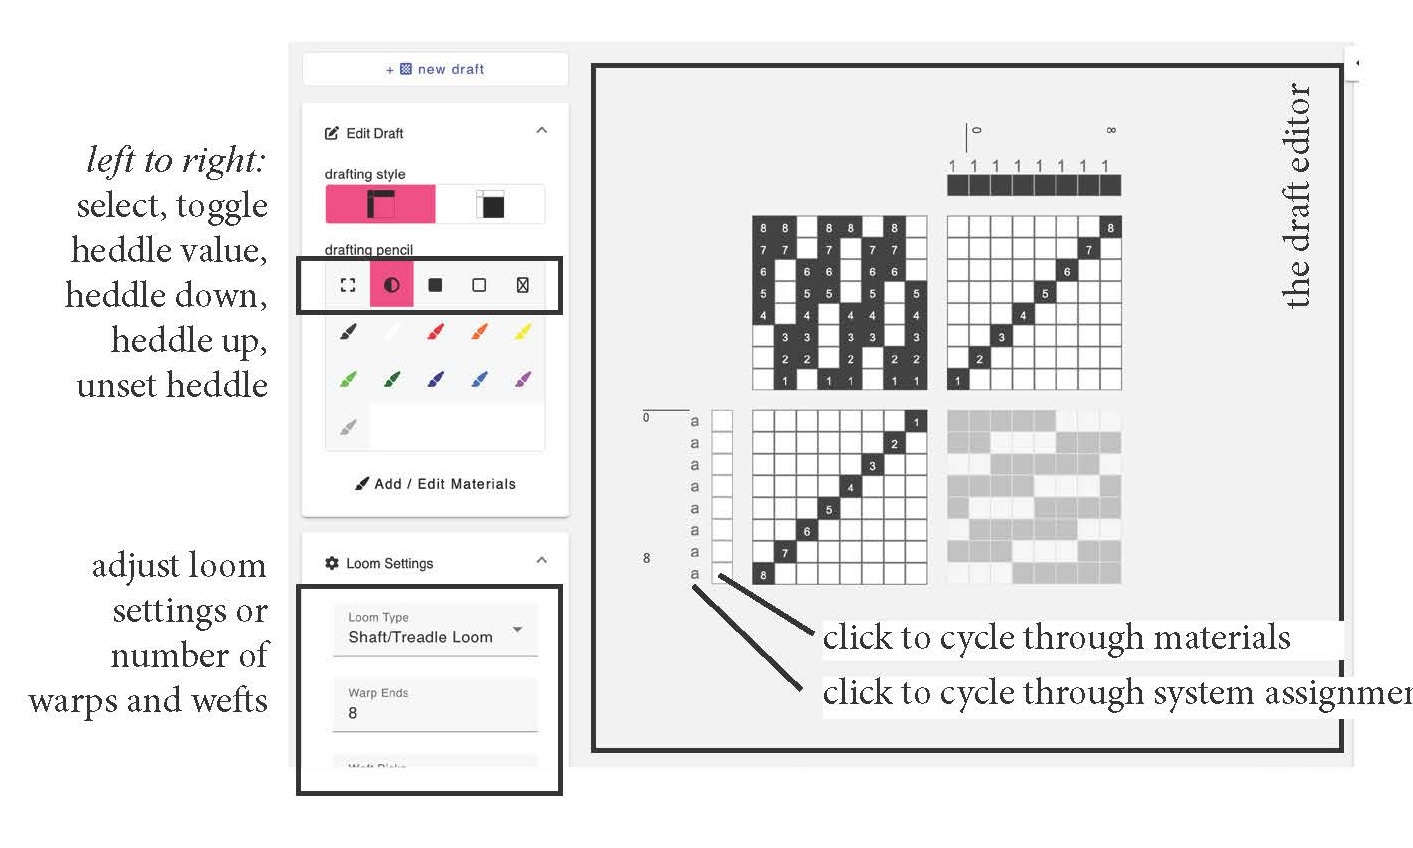 left to right:
select, toggle
heddle value,
heddle down,
heddle up,
unset heddle
adjust loom
settings or
number of
warps and wefts
+ new draft
Edit Draft
drafting style
drafting pencil
Add / Edit Materials
Loom Settings
Loom Type
Shaft/Treadle Loom
Warp Ends
8
the draft editor
0 8
1 1 1 1 1 1 1 1
8 8 8 8 8 8
7 7 7 7 7 7
6 6 6 6 6 6
5 5 5 5 5 5
4 4 4 4 4 4
3 3 3 3 3 3
2 2 2 2 2 2
1 1 1 1 1 1
0 a 1
a 2
a 3
a 4
a 5
a 6
8 a 7
a 8
click to cycle through materials
click to cycle through system